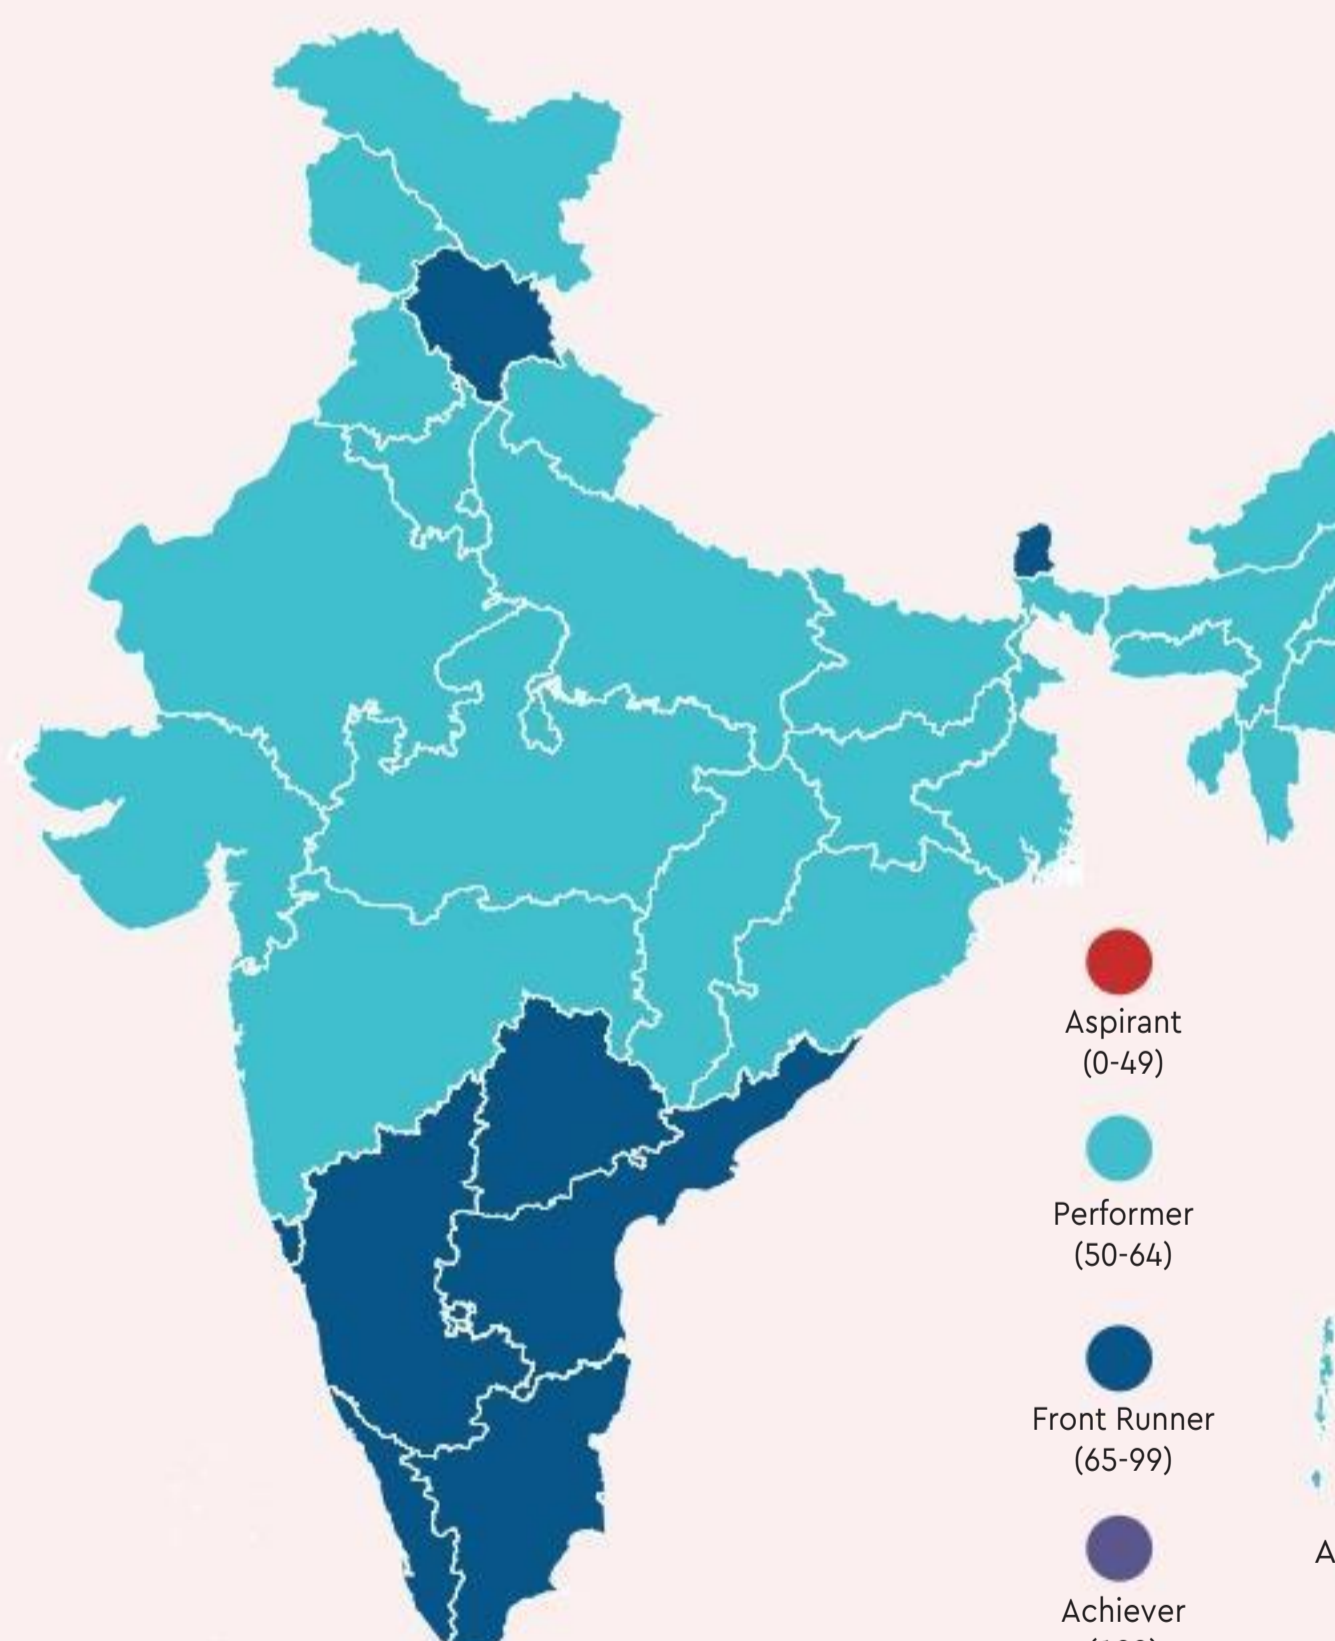 Aspirant
(0-49)
Performer
(50-64)
Front Runner
(65-99)
A
Achiever